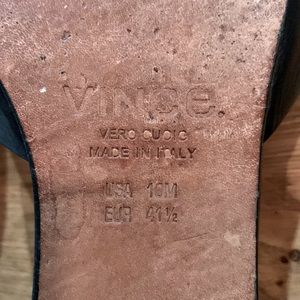 VINCE.
VERO CUOIO
MADE IN ITALY
USA 10M
EUR 41½